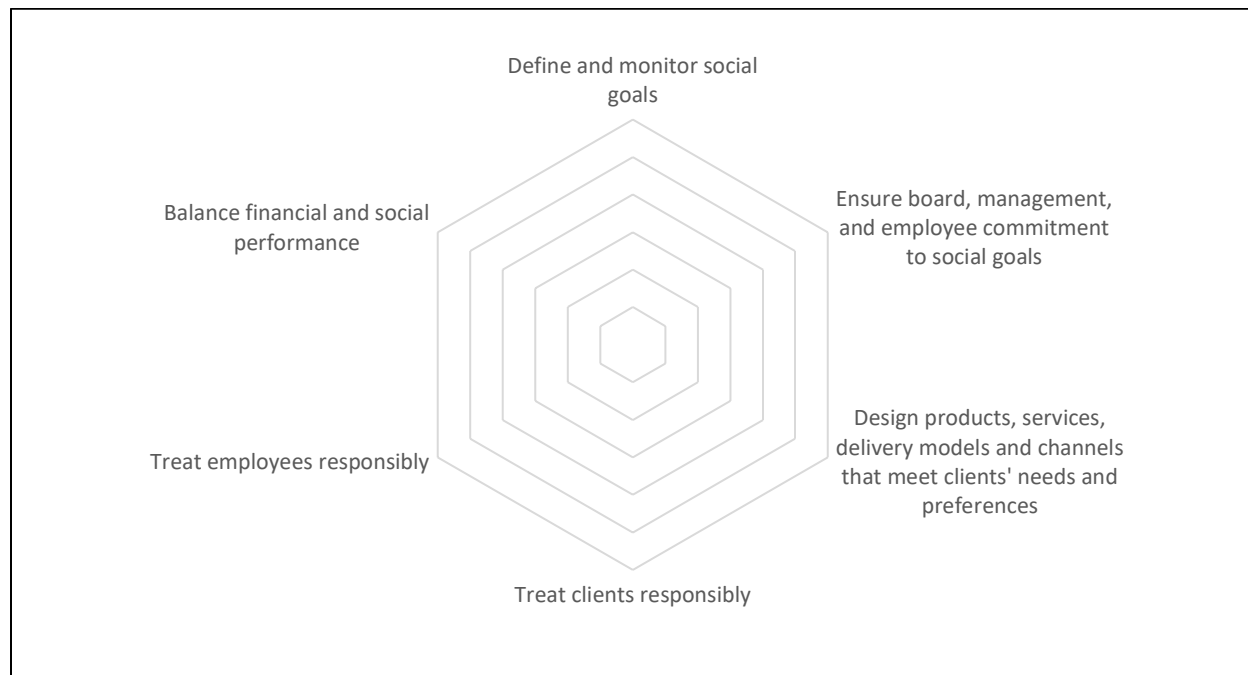 Define and monitor social
goals
Ensure board, management,
and employee commitment
to social goals
Design products, services,
delivery models and channels
that meet clients' needs and
preferences
Treat clients responsibly
Treat employees responsibly
Balance financial and social
performance